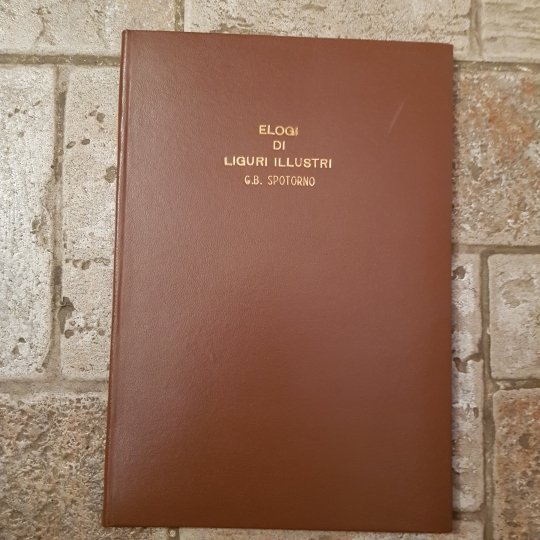 ELOGI
DI
LIGURI ILLUSTRI
G.B. SPOTORNO